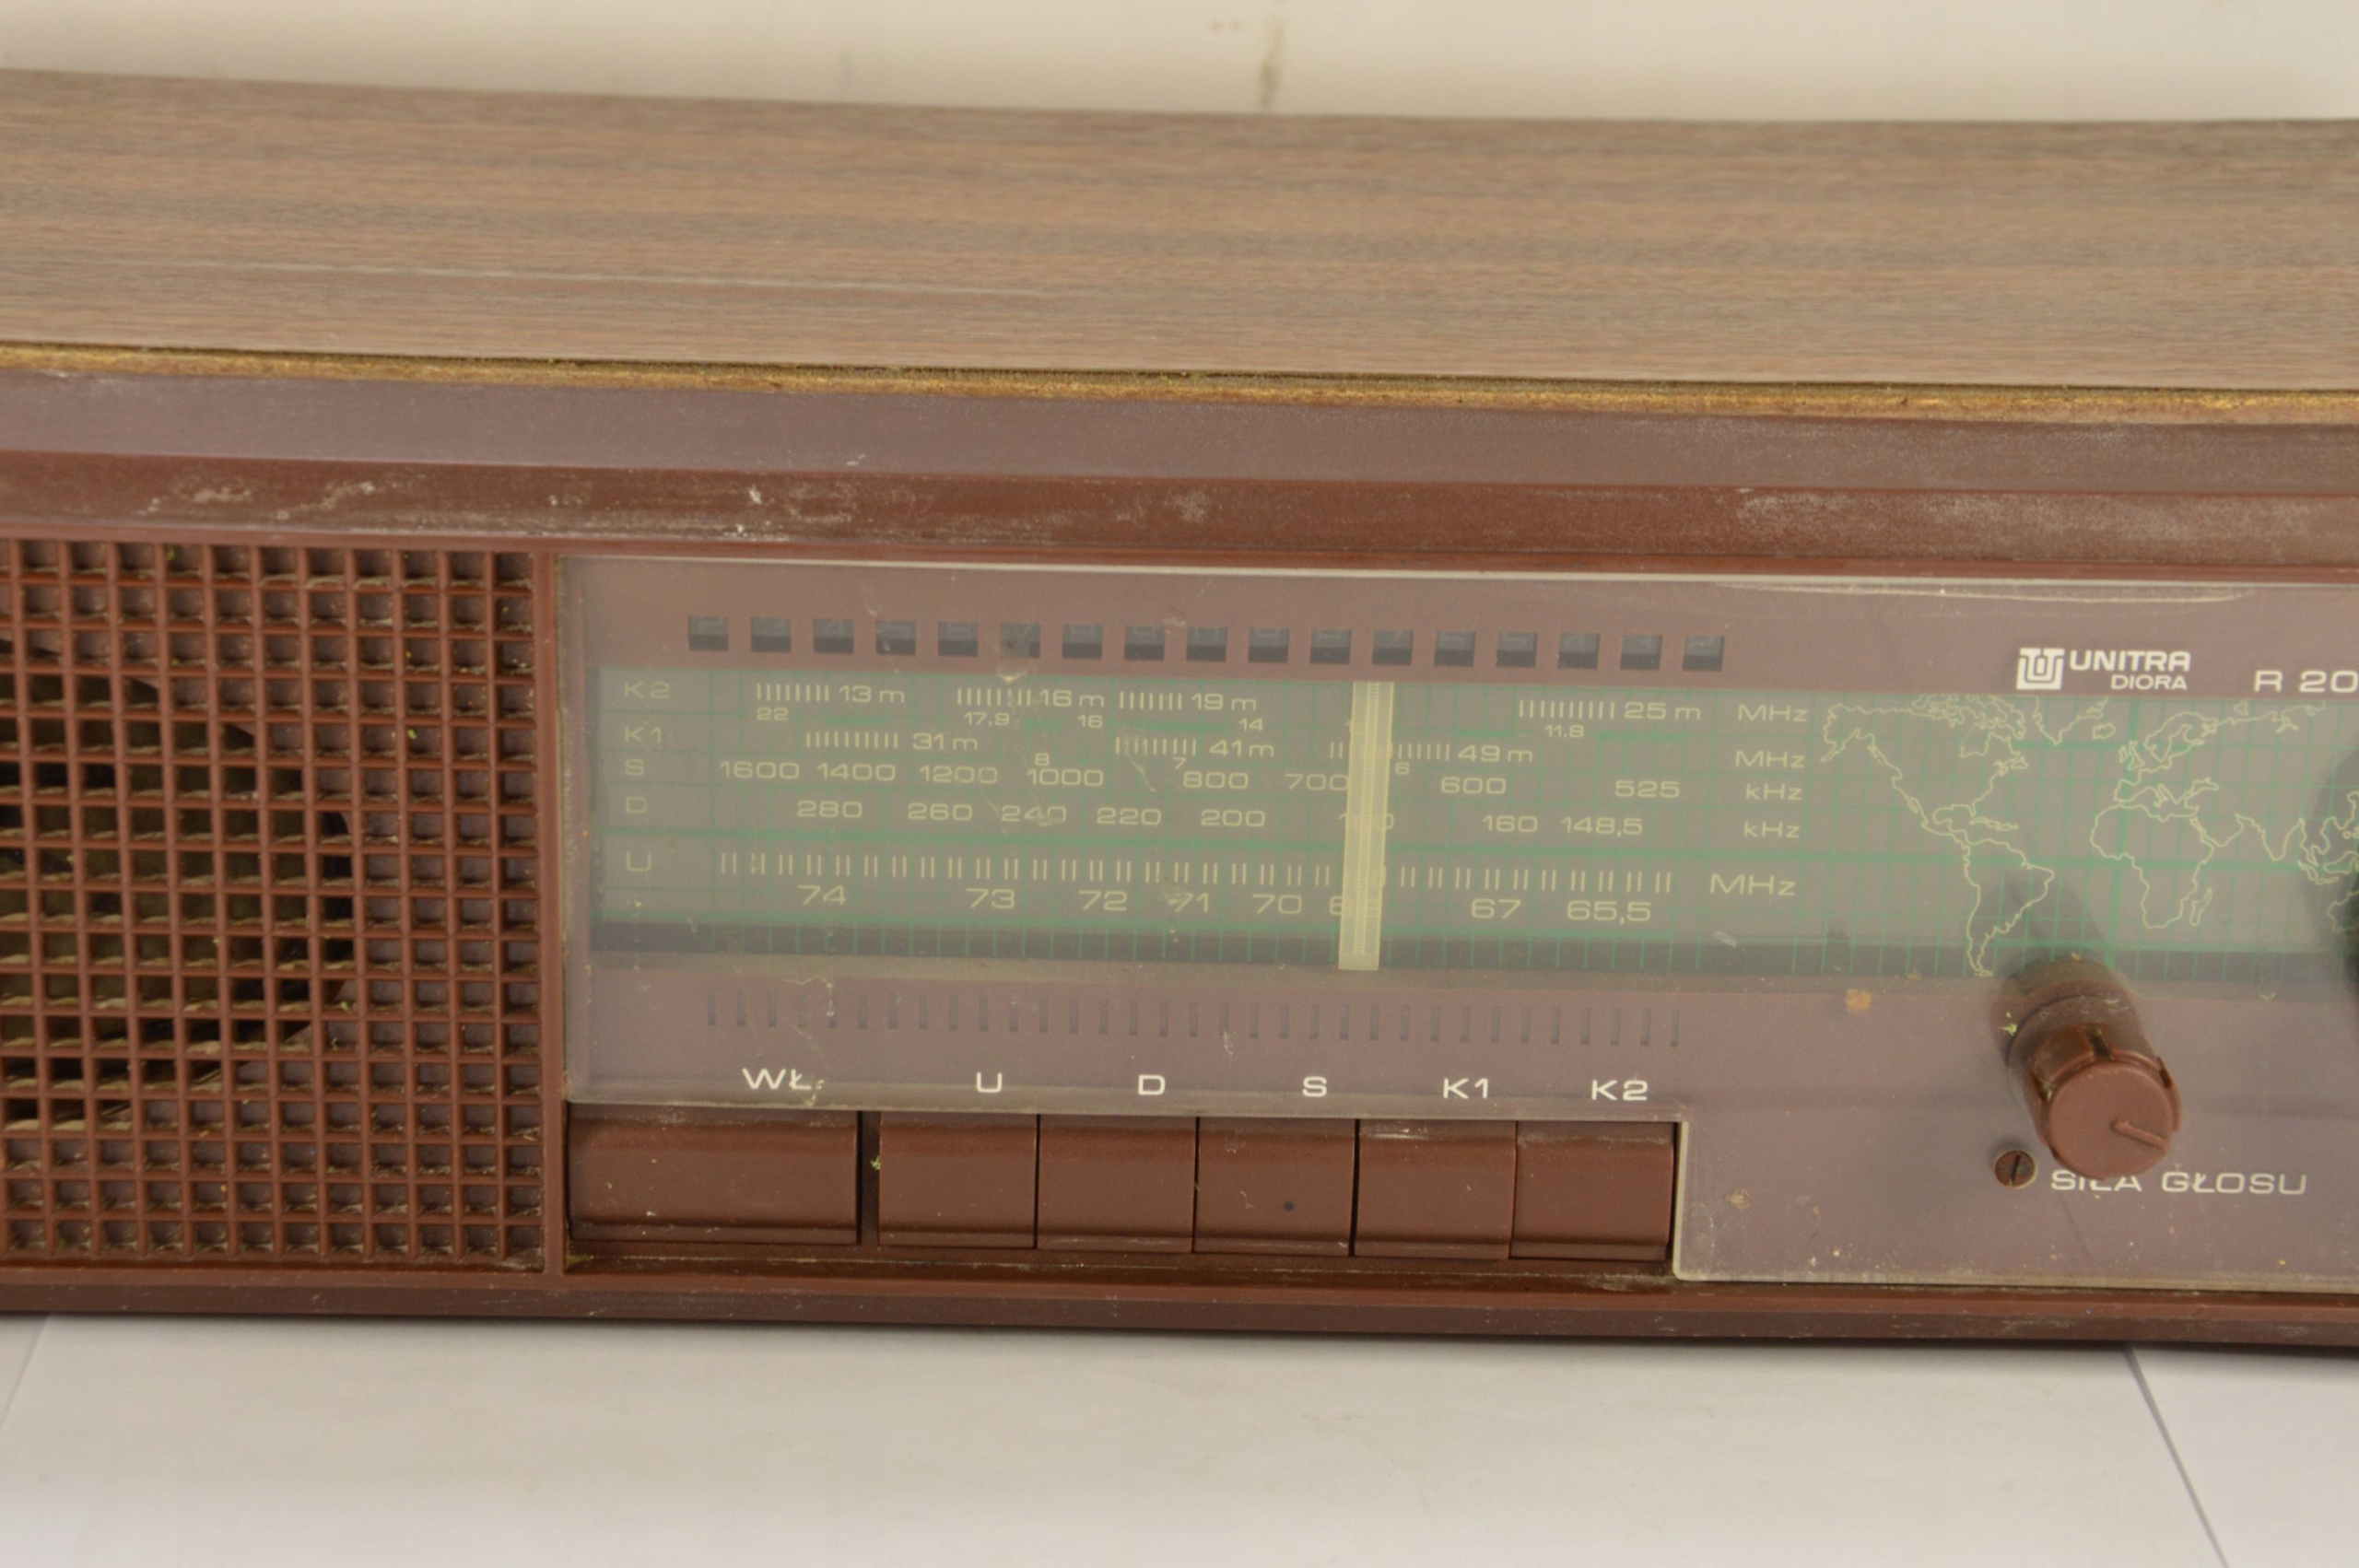 UNITRA
DIORA
R 20
K2 13 m 16 m 19 m 25 m MHz
22 17,9 16 14 11,8
K1 31 m 41 m 49 m MHz
8 7 6
S 1600 1400 1200 1000 800 700 600 525 kHz
D 280 260 240 220 200 160 148,5 kHz
U MHz
74 73 72 71 70 67 65,5
WŁ. U D S K1 K2
SIŁA GŁOSU